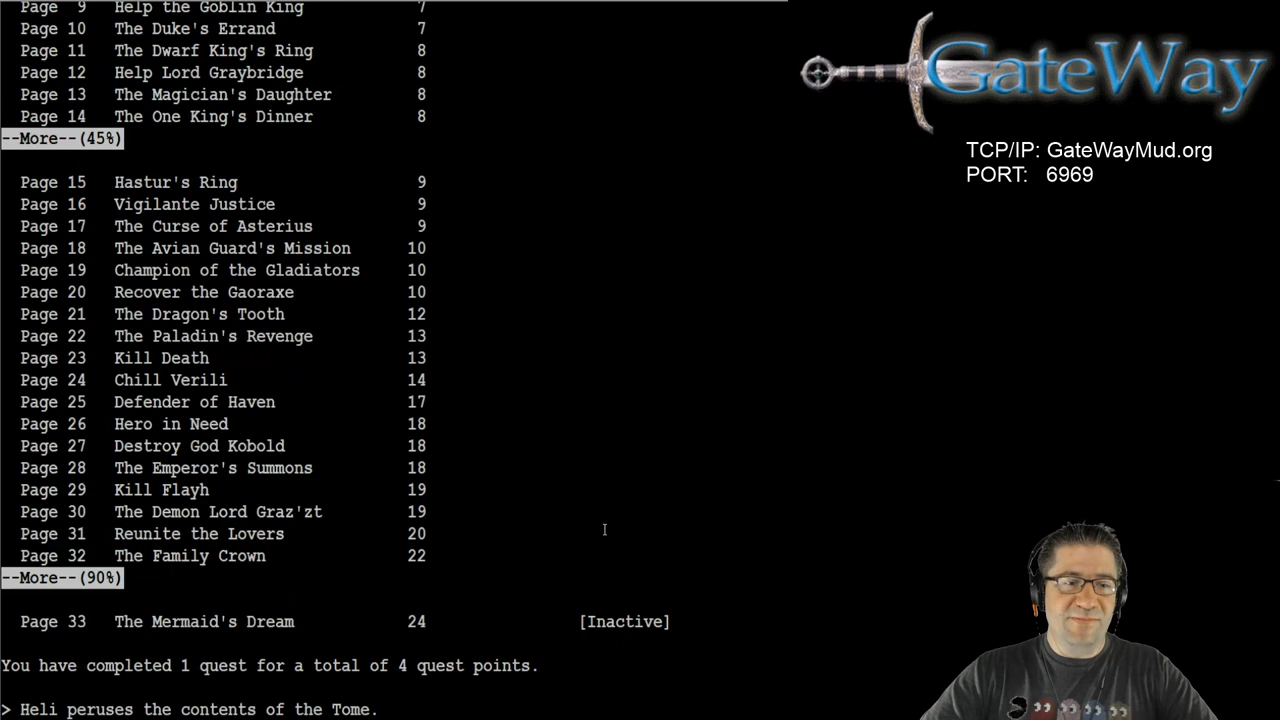 Page 9 Help the Goblin King 7
Page 10 The Duke's Errand 7
Page 11 The Dwarf King's Ring 8
Page 12 Help Lord Graybridge 8
Page 13 The Magician's Daughter 8
Page 14 The One King's Dinner 8
--More--(45%)
Page 15 Hastur's Ring 9
Page 16 Vigilante Justice 9
Page 17 The Curse of Asterius 9
Page 18 The Avian Guard's Mission 10
Page 19 Champion of the Gladiators 10
Page 20 Recover the Gaoraxe 10
Page 21 The Dragon's Tooth 12
Page 22 The Paladin's Revenge 13
Page 23 Kill Death 13
Page 24 Chill Verili 14
Page 25 Defender of Haven 17
Page 26 Hero in Need 18
Page 27 Destroy God Kobold 18
Page 28 The Emperor's Summons 18
Page 29 Kill Flayh 19
Page 30 The Demon Lord Graz'zt 19
Page 31 Reunite the Lovers 20
Page 32 The Family Crown 22
--More--(90%)
Page 33 The Mermaid's Dream 24 [Inactive]
You have completed 1 quest for a total of 4 quest points.
> Heli peruses the contents of the Tome.
GateWay
TCP/IP: GateWayMud.org
PORT: 6969